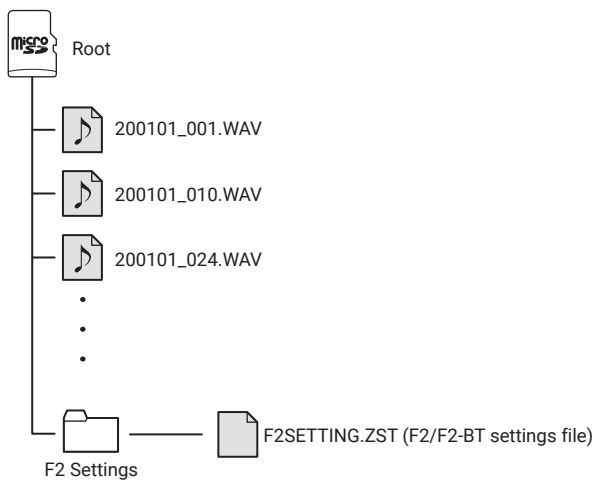 Micro
SD
Root
200101_001.WAV
200101_010.WAV
200101_024.WAV
F2SETTING.ZST (F2/F2-BT settings file)
F2 Settings